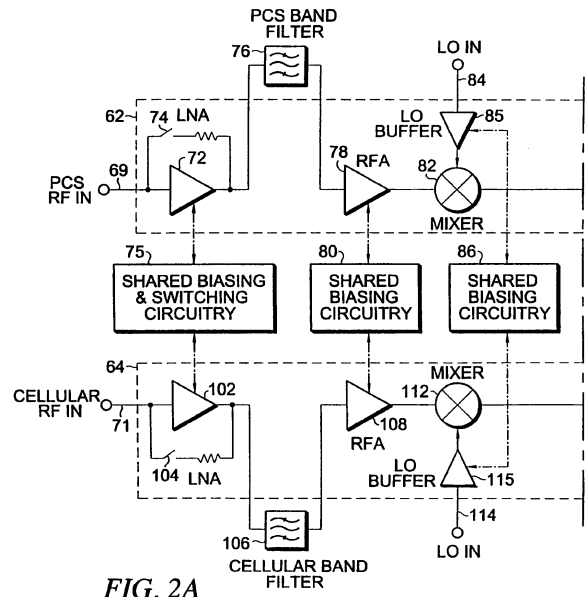 PCS BAND
FILTER
76
LO IN
84
62
74
LNA
72
LO
BUFFER
85
78
RFA
82
PCS
RF IN
69
MIXER
75
SHARED BIASING
& SWITCHING
CIRCUITRY
80
SHARED
BIASING
CIRCUITRY
86
SHARED
BIASING
CIRCUITRY
64
MIXER
CELLULAR
RF IN
71
102
112
108
RFA
104
LNA
LO
BUFFER
115
114
106
LO IN
CELLULAR BAND
FILTER
FIG. 2A